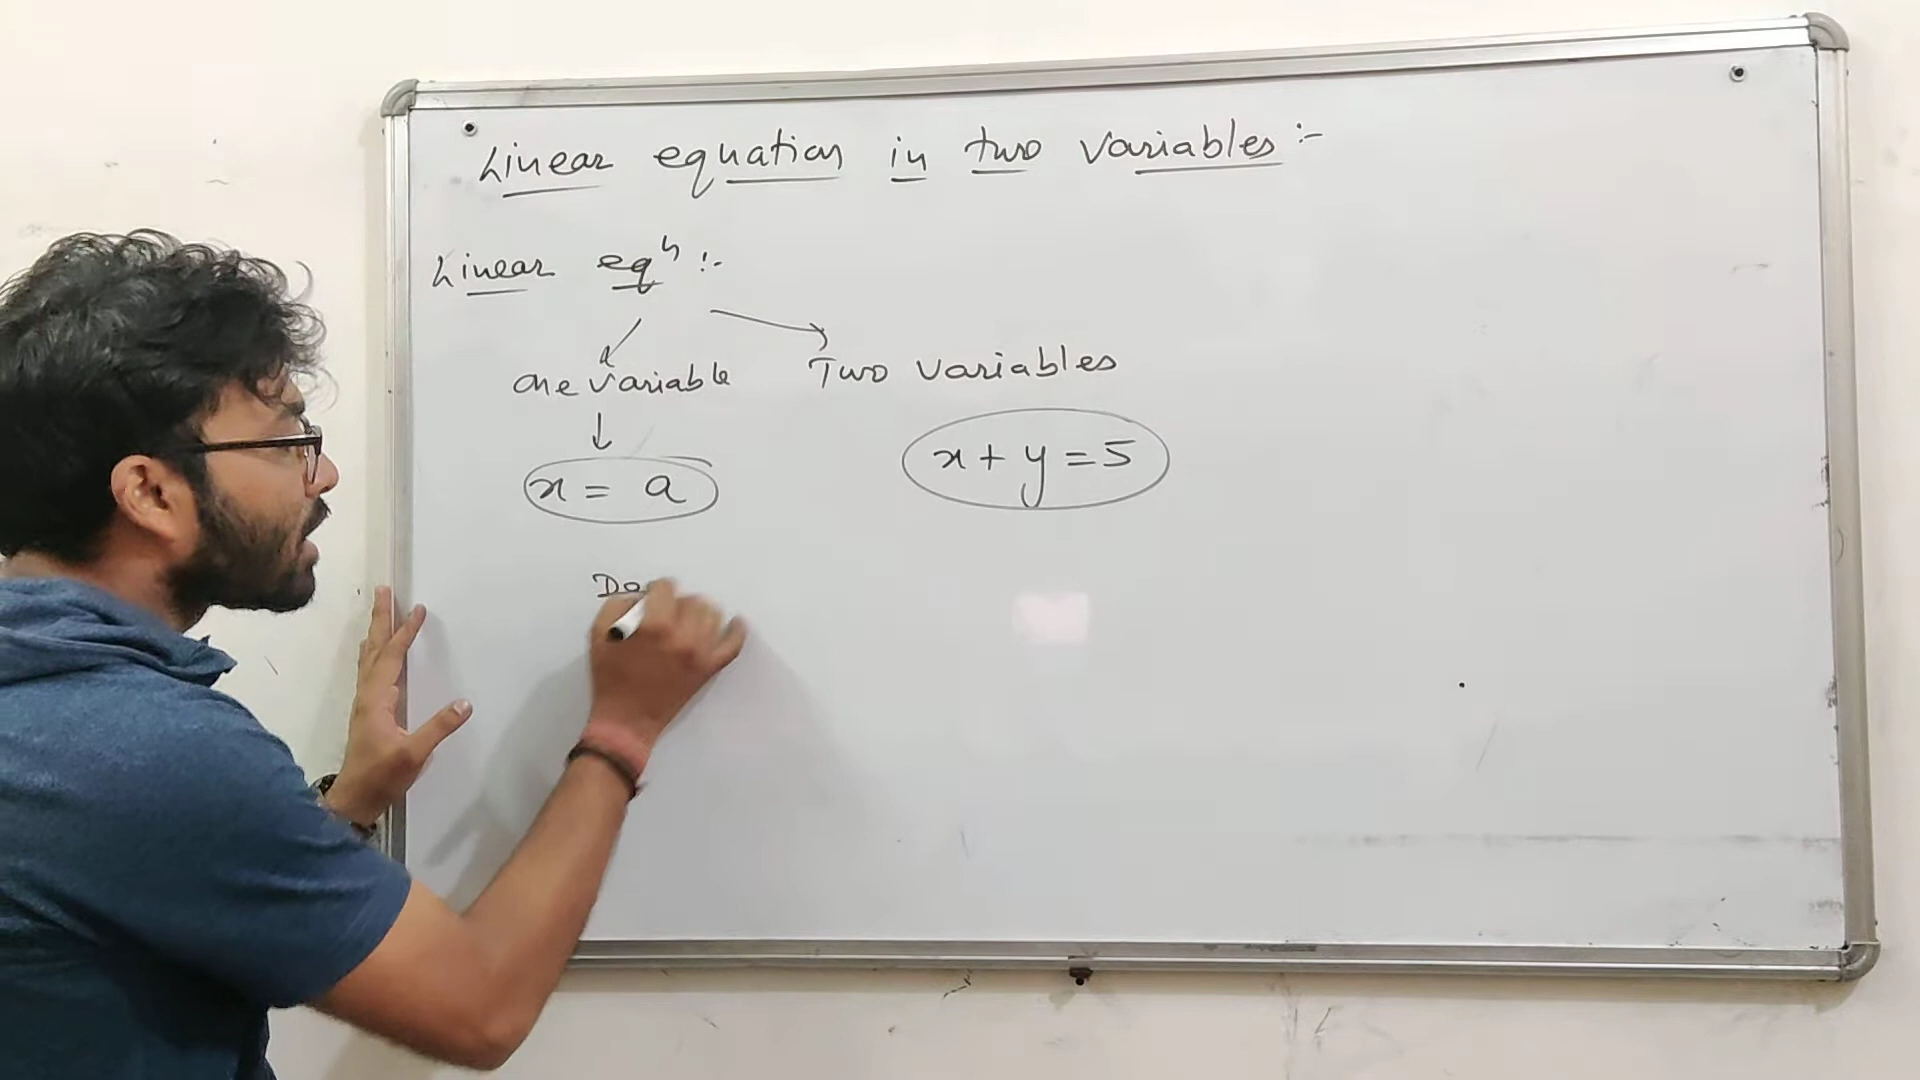 Linear equation in two variables :-
Linear eqⁿ :-
one variable Two variables
x = a x + y = 5